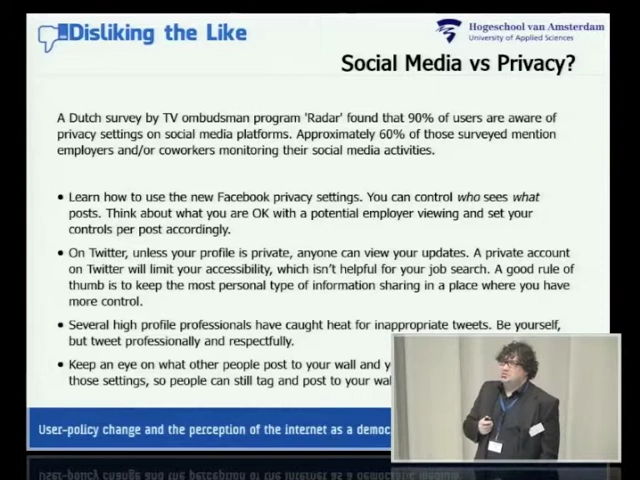 Disliking the Like
Hogeschool van Amsterdam
University of Applied Sciences
Social Media vs Privacy?
A Dutch survey by TV ombudsman program 'Radar' found that 90% of users are aware of
privacy settings on social media platforms. Approximately 60% of those surveyed mention
employers and/or coworkers monitoring their social media activities.
• Learn how to use the new Facebook privacy settings. You can control who sees what
posts. Think about what you are OK with a potential employer viewing and set your
controls per post accordingly.
• On Twitter, unless your profile is private, anyone can view your updates. A private account
on Twitter will limit your accessibility, which isn't helpful for your job search. A good rule of
thumb is to keep the most personal type of information sharing in a place where you have
more control.
• Several high profile professionals have caught heat for inappropriate tweets. Be yourself,
but tweet professionally and respectfully.
• Keep an eye on what other people post to your wall and
those settings, so people can still tag and post to your
User-policy change and the perception of the internet as a